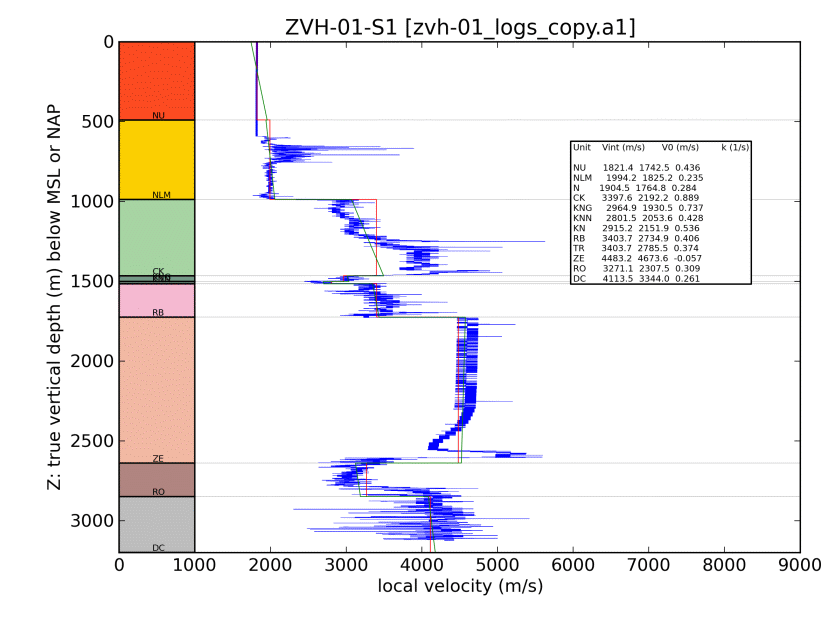 ZVH-01-S1 [zvh-01_logs_copy.a1]
Z: true vertical depth (m) below MSL or NAP
0
500
1000
1500
2000
2500
3000
NU
NLM
CK
RB
ZE
RO
DC
Unit Vint (m/s) V0 (m/s) k (1/s)
NU 1821.4 1742.5 0.436
NLM 1994.2 1825.2 0.235
N 1904.5 1764.8 0.284
CK 3397.6 2192.2 0.889
KNG 2964.9 1930.5 0.737
KNN 2801.5 2053.6 0.428
KN 2915.2 2151.9 0.536
RB 3403.7 2734.9 0.406
TR 3403.7 2785.5 0.374
ZE 4483.2 4673.6 -0.057
RO 3271.1 2307.5 0.309
DC 4113.5 3344.0 0.261
0 1000 2000 3000 4000 5000 6000 7000 8000 9000
local velocity (m/s)